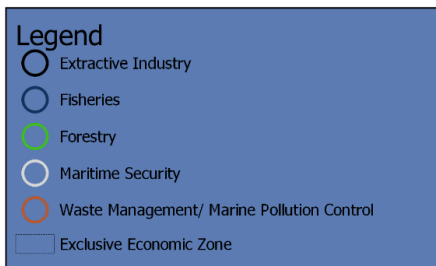 Legend
Extractive Industry
Fisheries
Forestry
Maritime Security
Waste Management/ Marine Pollution Control
Exclusive Economic Zone